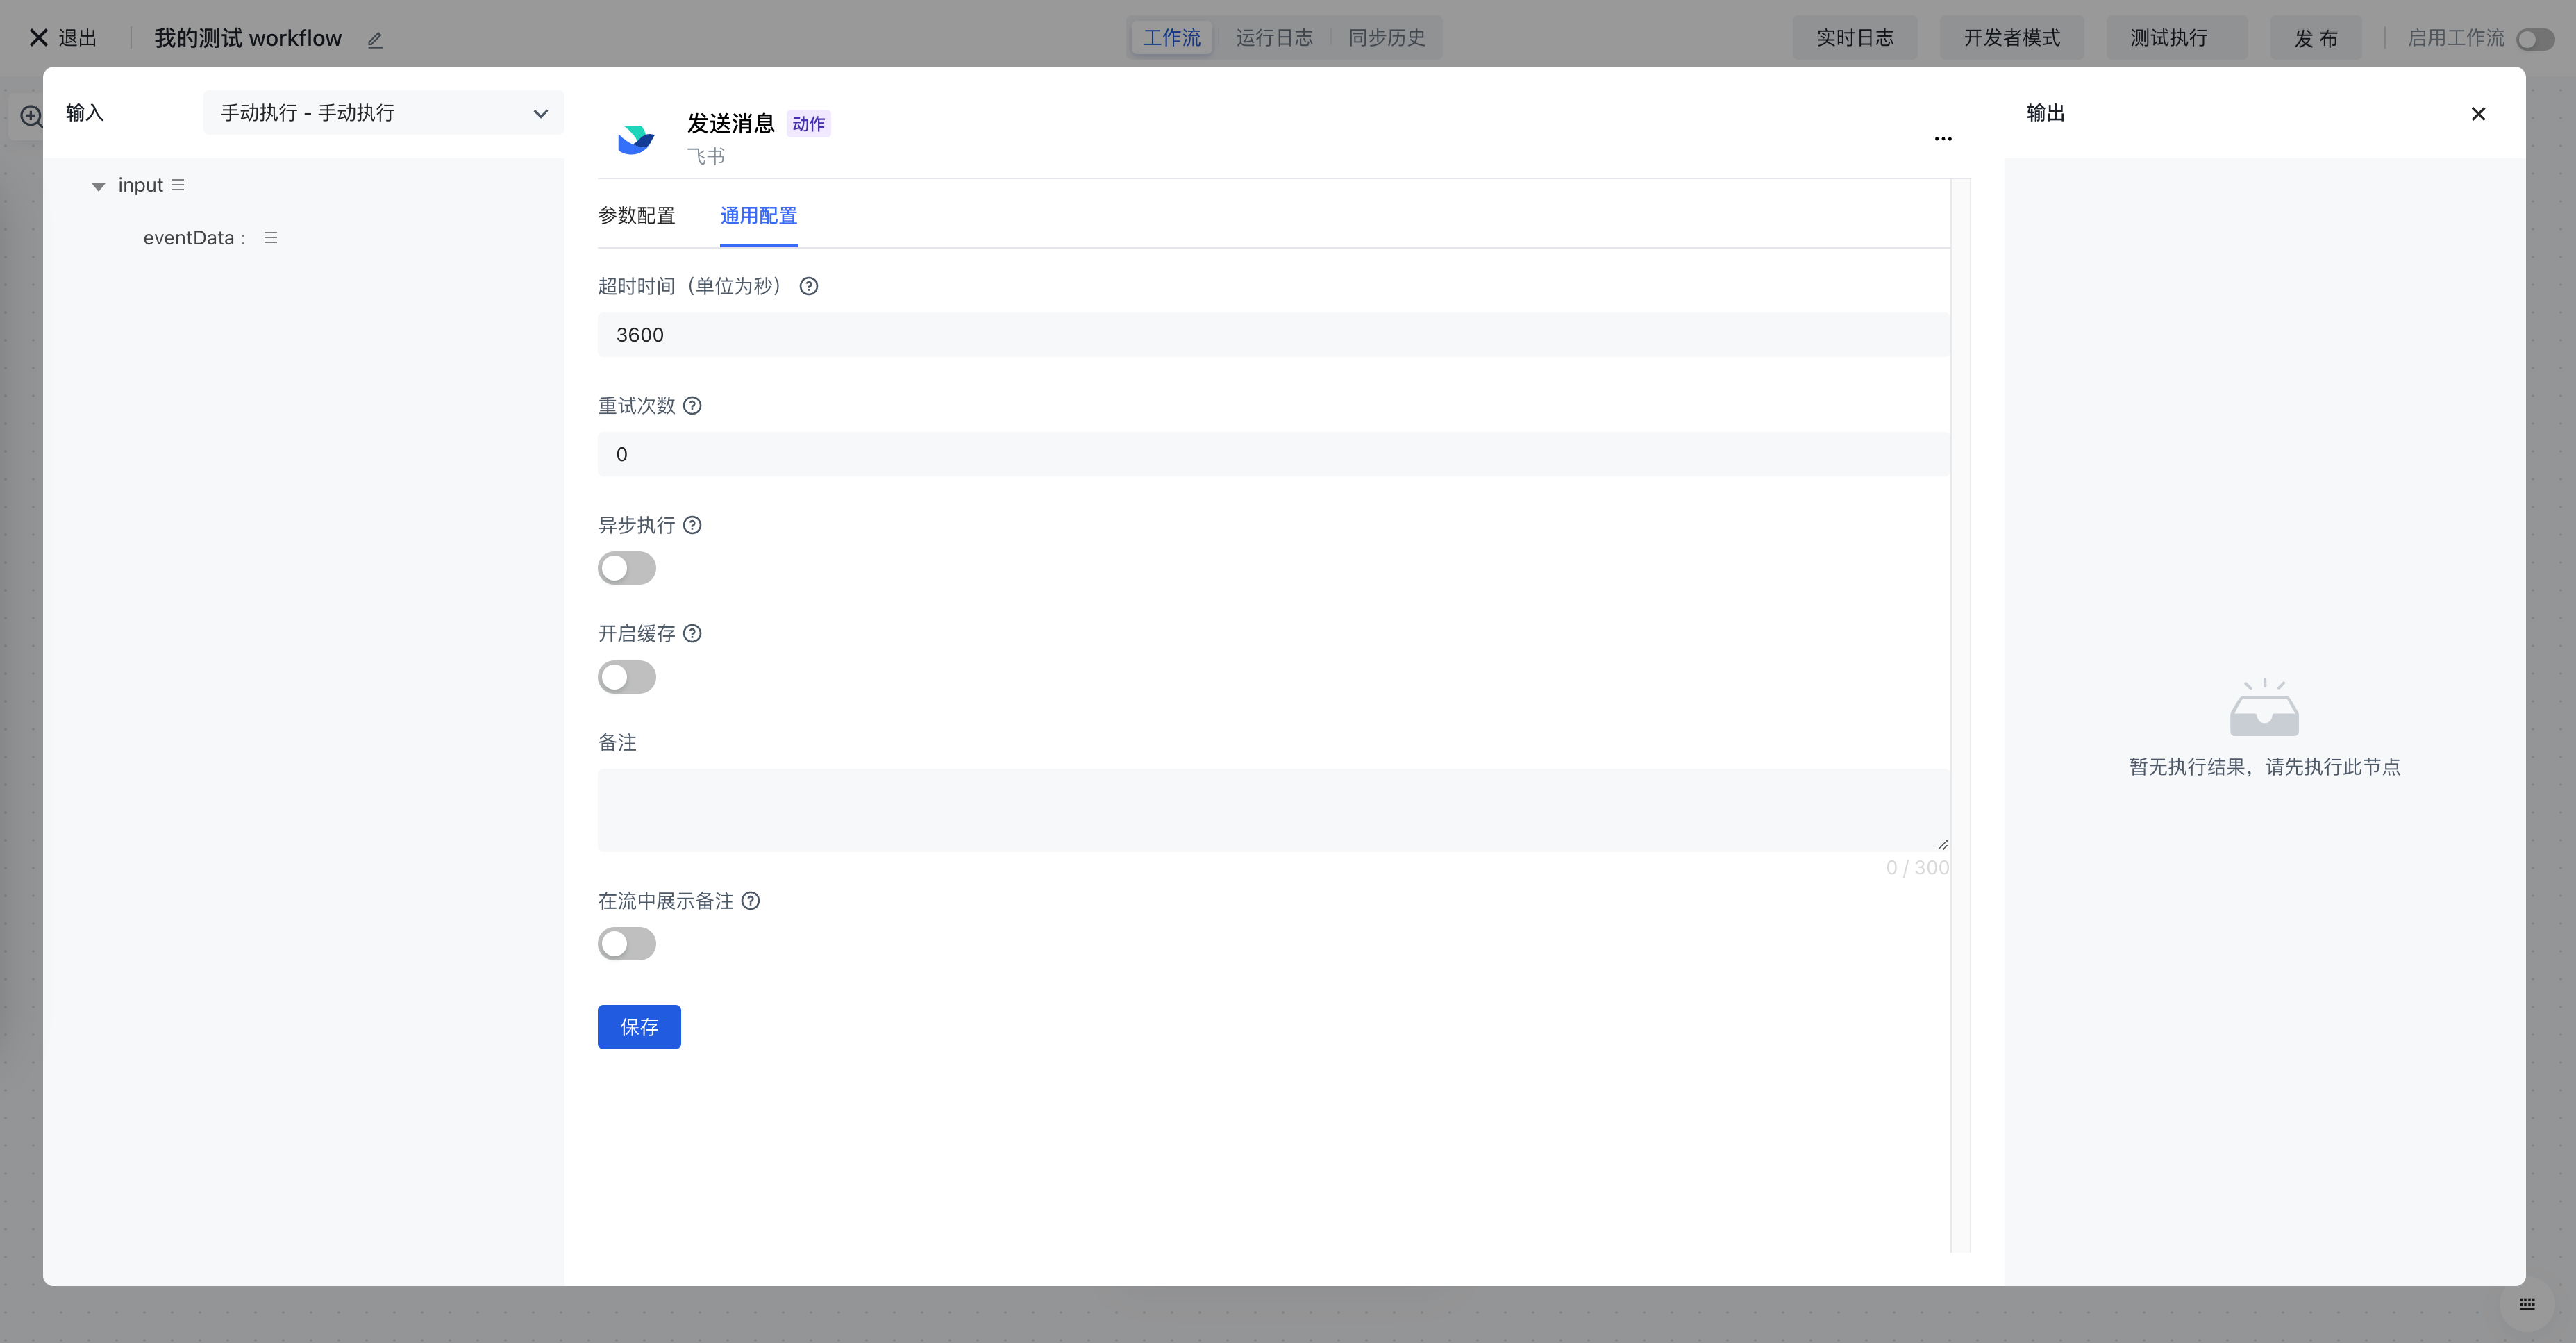 退出
我的测试 workflow
工作流
运行日志
同步历史
实时日志
开发者模式
测试执行
发 布
启用工作流
输入
手动执行 - 手动执行
input
eventData :
发送消息 动作
飞书
参数配置
通用配置
超时时间（单位为秒）
3600
重试次数
0
异步执行
开启缓存
备注
0 / 300
在流中展示备注
保存
输出
暂无执行结果，请先执行此节点